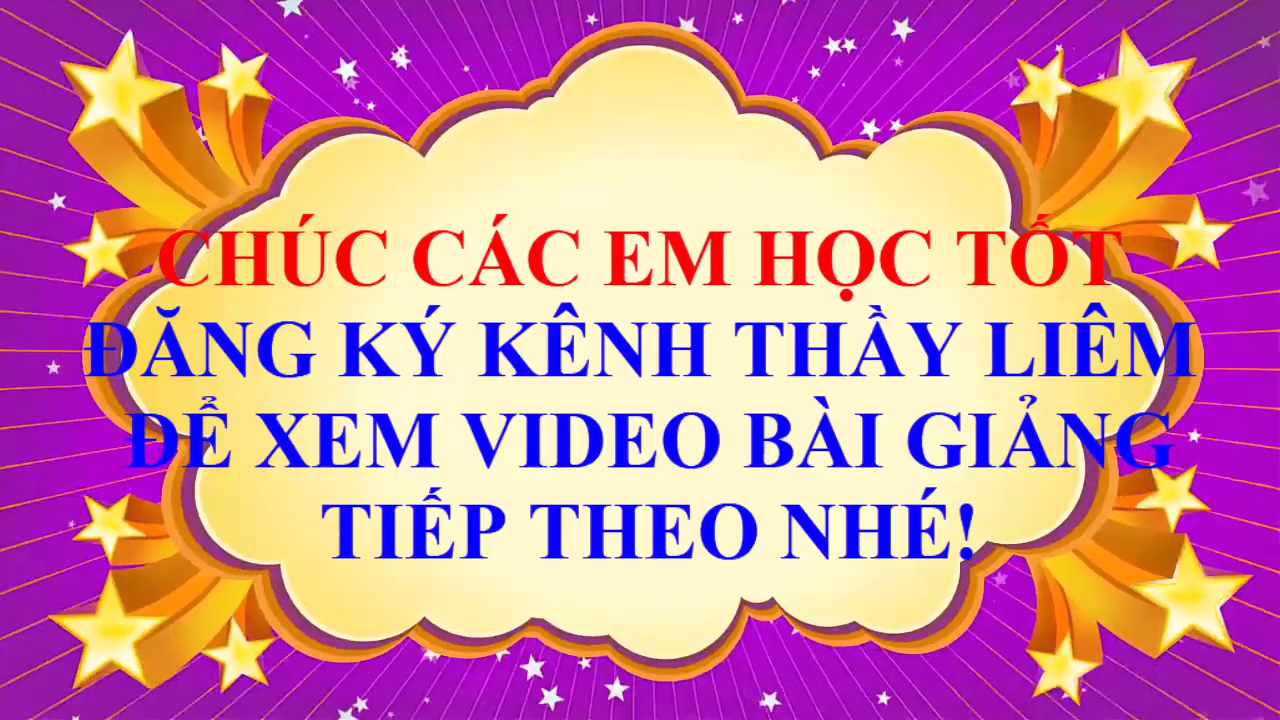 CHÚC CÁC EM HỌC TỐT
ĐĂNG KÝ KÊNH THẦY LIÊM
ĐỂ XEM VIDEO BÀI GIẢNG
TIẾP THEO NHÉ!